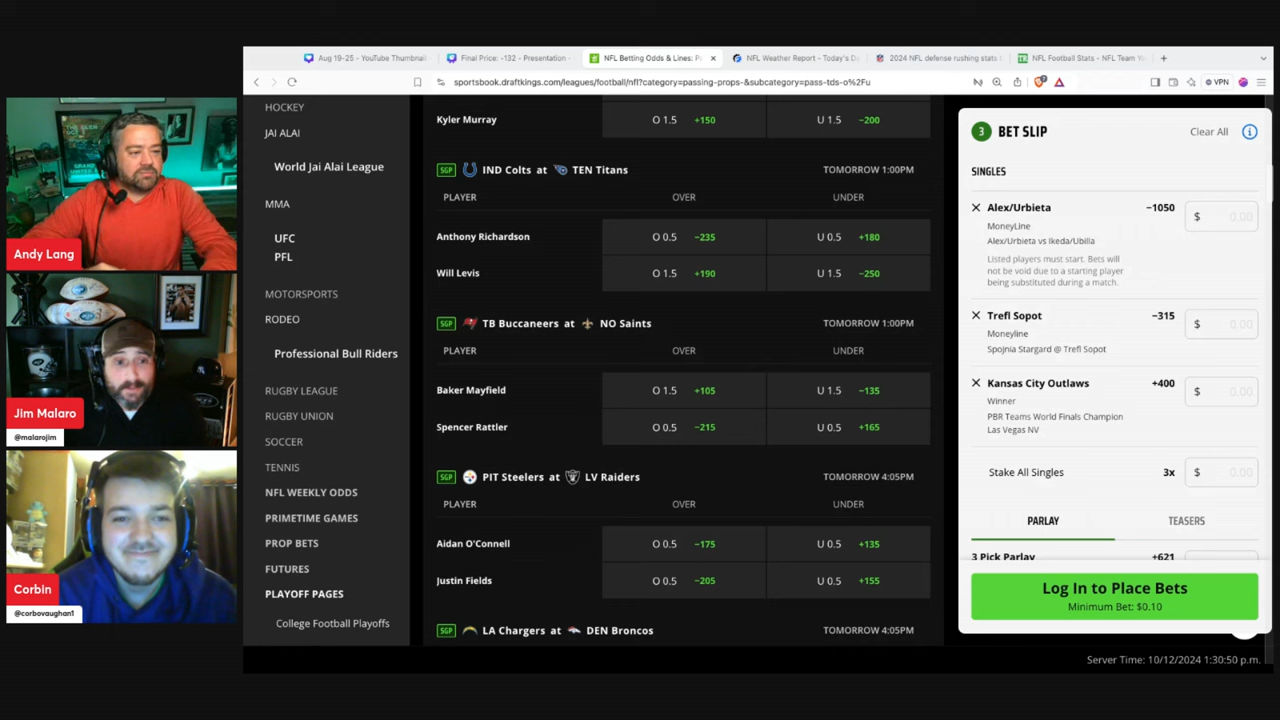 Aug 19-25 - YouTube Thumbnail
Final Price: -132 - Presentation
NFL Betting Odds & Lines: P
NFL Weather Report - Today's D
2024 NFL defense rushing stats
NFL Football Stats - NFL Team
sportsbook.draftkings.com/leagues/football/nfl?category=passing-props-&subcategory=pass-tds-o%2Fu
VPN
HOCKEY
JAI ALAI
World Jai Alai League
MMA
UFC
PFL
MOTORSPORTS
RODEO
Professional Bull Riders
RUGBY LEAGUE
RUGBY UNION
SOCCER
TENNIS
NFL WEEKLY ODDS
PRIMETIME GAMES
PROP BETS
FUTURES
PLAYOFF PAGES
College Football Playoffs
Kyler Murray O 1.5 +150 U 1.5 −200
SGP IND Colts at TEN Titans TOMORROW 1:00PM
PLAYER OVER UNDER
Anthony Richardson O 0.5 −235 U 0.5 +180
Will Levis O 1.5 +190 U 1.5 −250
SGP TB Buccaneers at NO Saints TOMORROW 1:00PM
PLAYER OVER UNDER
Baker Mayfield O 1.5 +105 U 1.5 −135
Spencer Rattler O 0.5 −215 U 0.5 +165
SGP PIT Steelers at LV Raiders TOMORROW 4:05PM
PLAYER OVER UNDER
Aidan O'Connell O 0.5 −175 U 0.5 +135
Justin Fields O 0.5 −205 U 0.5 +155
SGP LA Chargers at DEN Broncos TOMORROW 4:05PM
3 BET SLIP Clear All
SINGLES
Alex/Urbieta −1050 $ 0.00
MoneyLine
Alex/Urbieta vs Ikeda/Ubilla
Listed players must start. Bets will
not be void due to a starting player
being substituted during a match.
Trefl Sopot −315 $ 0.00
Moneyline
Spojnia Stargard @ Trefl Sopot
Kansas City Outlaws +400 $ 0.00
Winner
PBR Teams World Finals Champion
Las Vegas NV
Stake All Singles 3x $ 0.00
PARLAY TEASERS
3 Pick Parlay +621
Log In to Place Bets
Minimum Bet: $0.10
Server Time: 10/12/2024 1:30:50 p.m.
Andy Lang
Jim Malaro
@malarojim
Corbin
@corbovaughan1